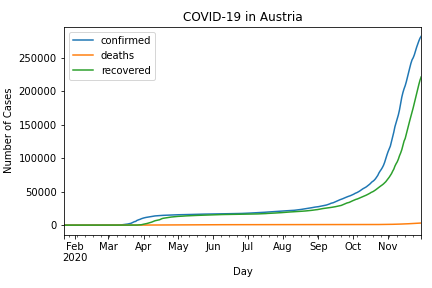 COVID-19 in Austria
confirmed
deaths
recovered
Number of Cases
250000
200000
150000
100000
50000
0
Feb Mar Apr May Jun Jul Aug Sep Oct Nov
2020
Day